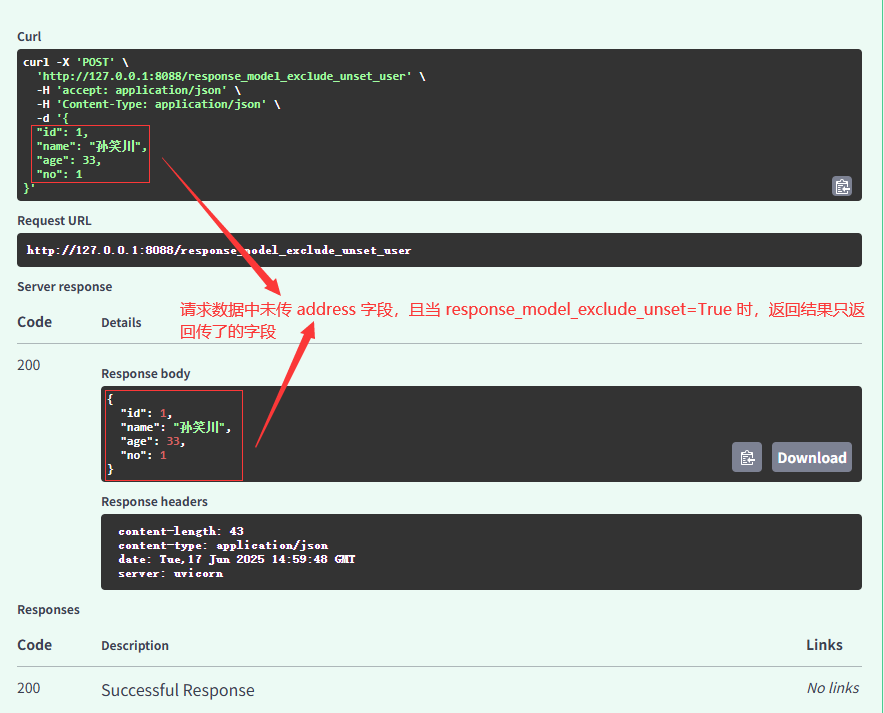 Curl
curl -X 'POST' \
'http://127.0.0.1:8088/response_model_exclude_unset_user' \
-H 'accept: application/json' \
-H 'Content-Type: application/json' \
-d '{
"id": 1,
"name": "孙笑川",
"age": 33,
"no": 1
}'
Request URL
http://127.0.0.1:8088/response_model_exclude_unset_user
Server response
请求数据中未传 address 字段，且当 response_model_exclude_unset=True 时，返回结果只返
回传了的字段
Code Details
200
Response body
{
"id": 1,
"name": "孙笑川",
"age": 33,
"no": 1
}
Download
Response headers
content-length: 43
content-type: application/json
date: Tue,17 Jun 2025 14:59:48 GMT
server: uvicorn
Responses
Code Description Links
200 Successful Response No links